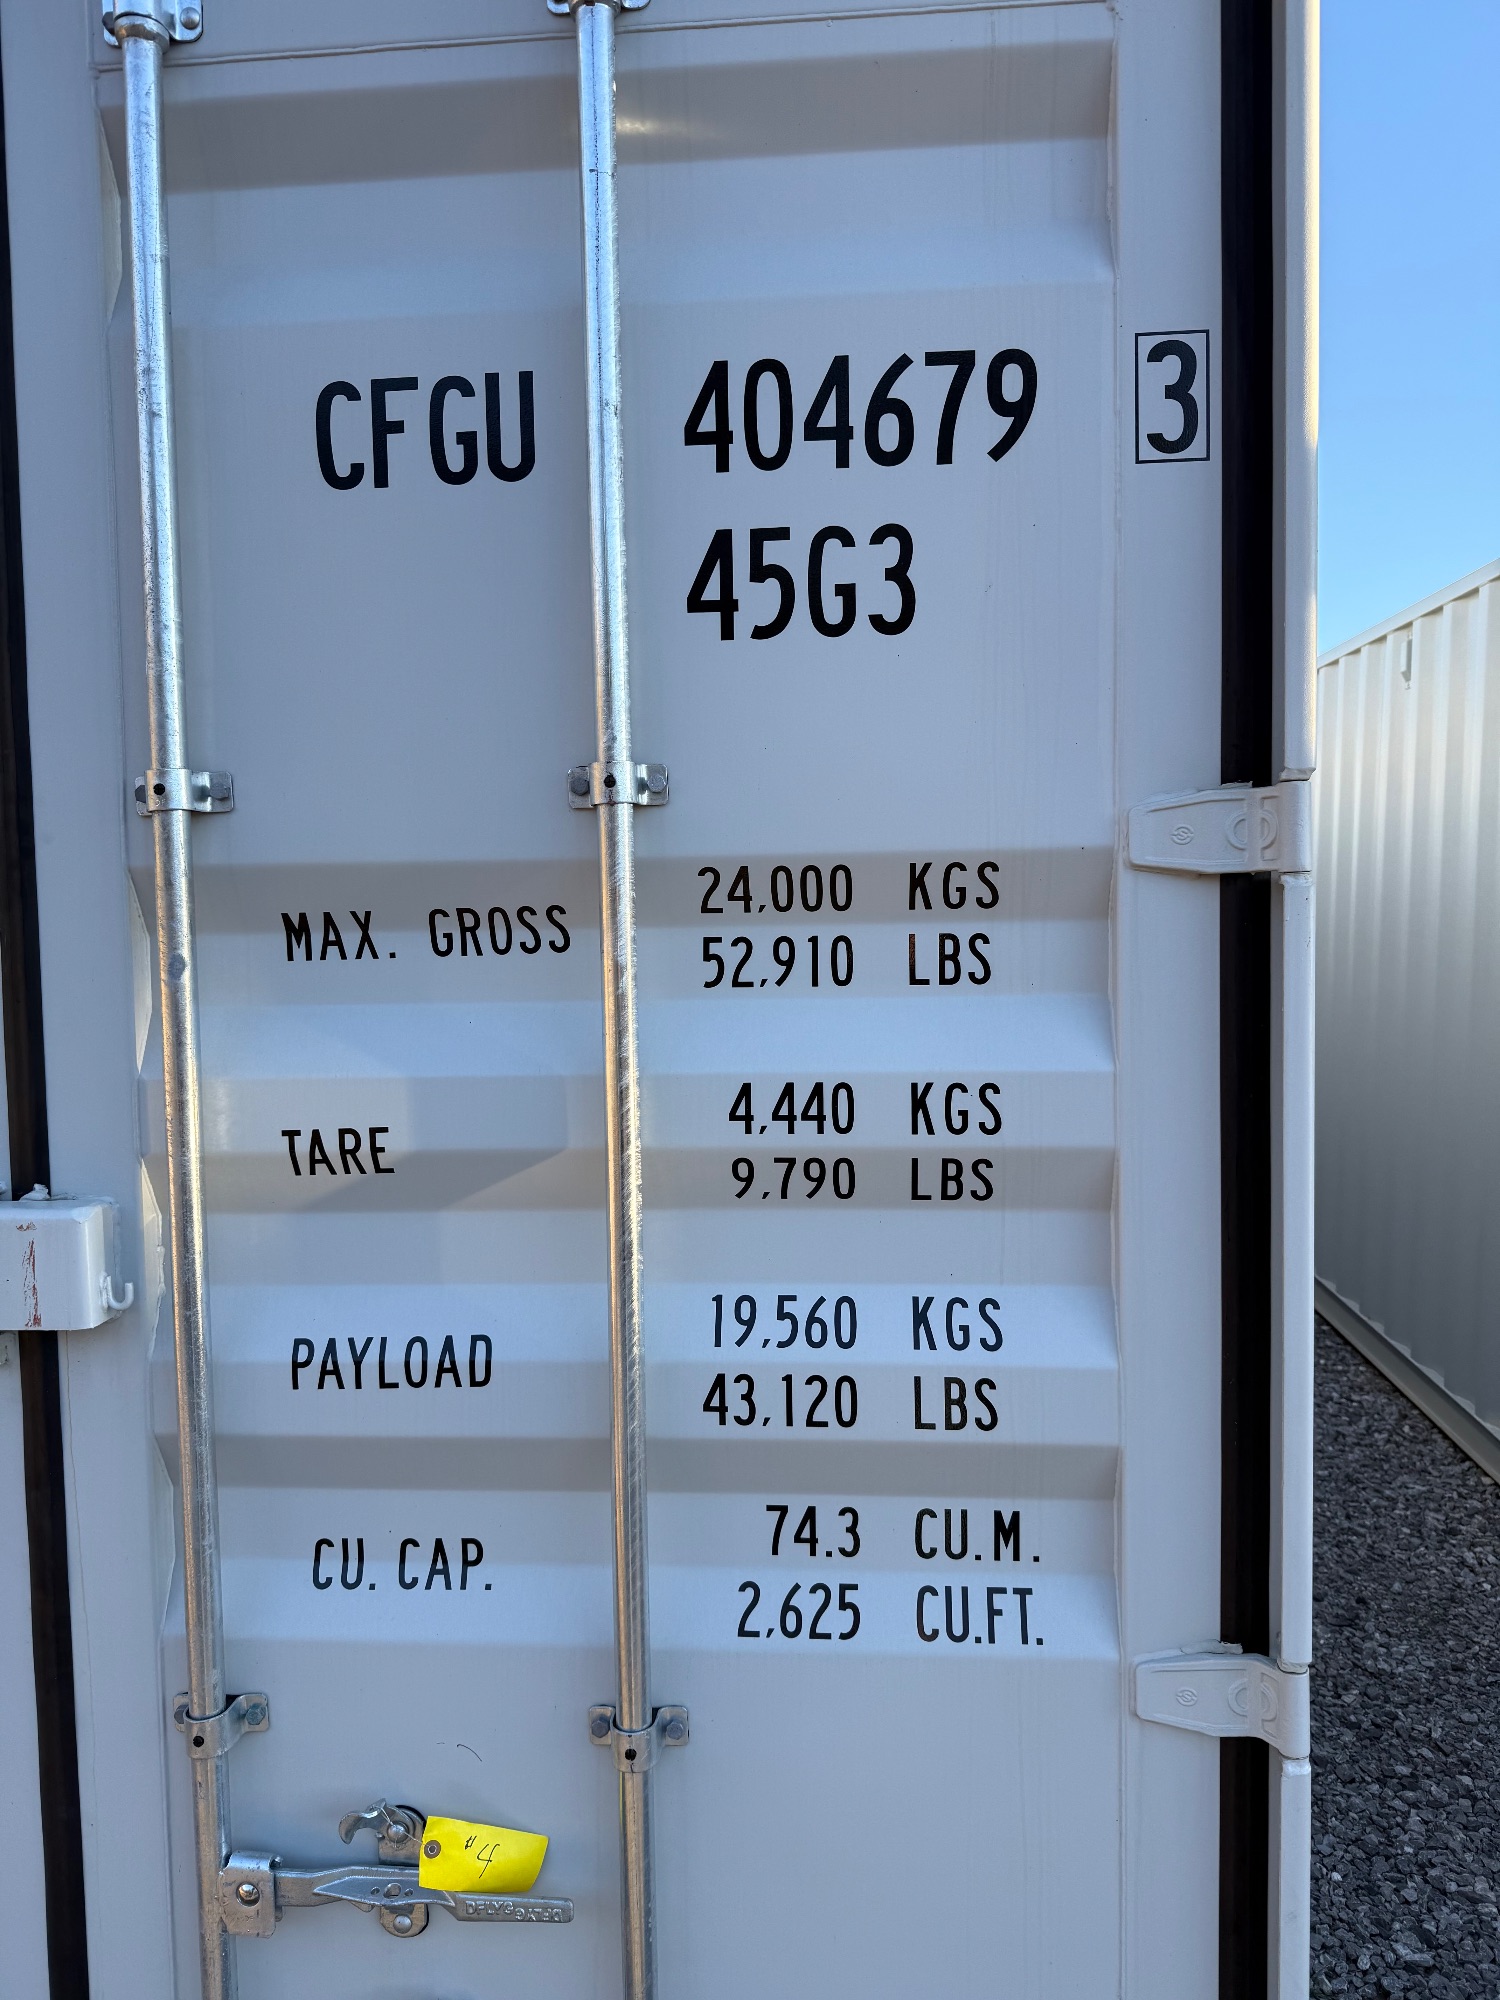 CFGU 404679 3
45G3
MAX. GROSS 24,000 KGS
52,910 LBS
TARE 4,440 KGS
9,790 LBS
PAYLOAD 19,560 KGS
43,120 LBS
CU. CAP. 74.3 CU.M.
2,625 CU.FT.
#4